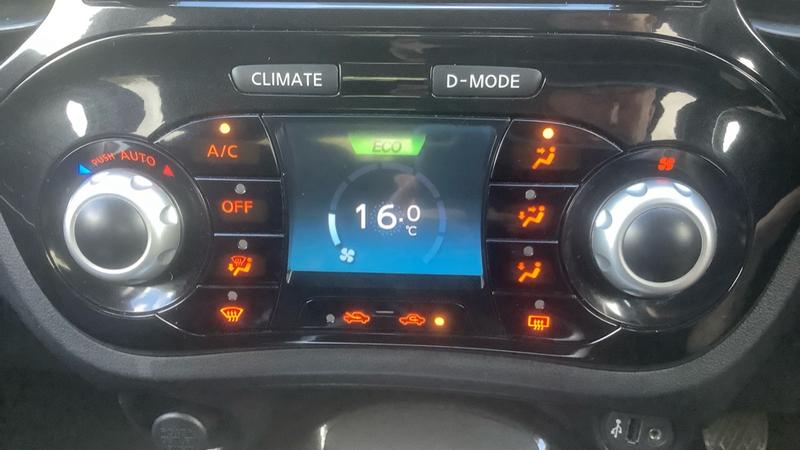 CLIMATE
D-MODE
PUSH AUTO
A/C
OFF
ECO
16.0
°C